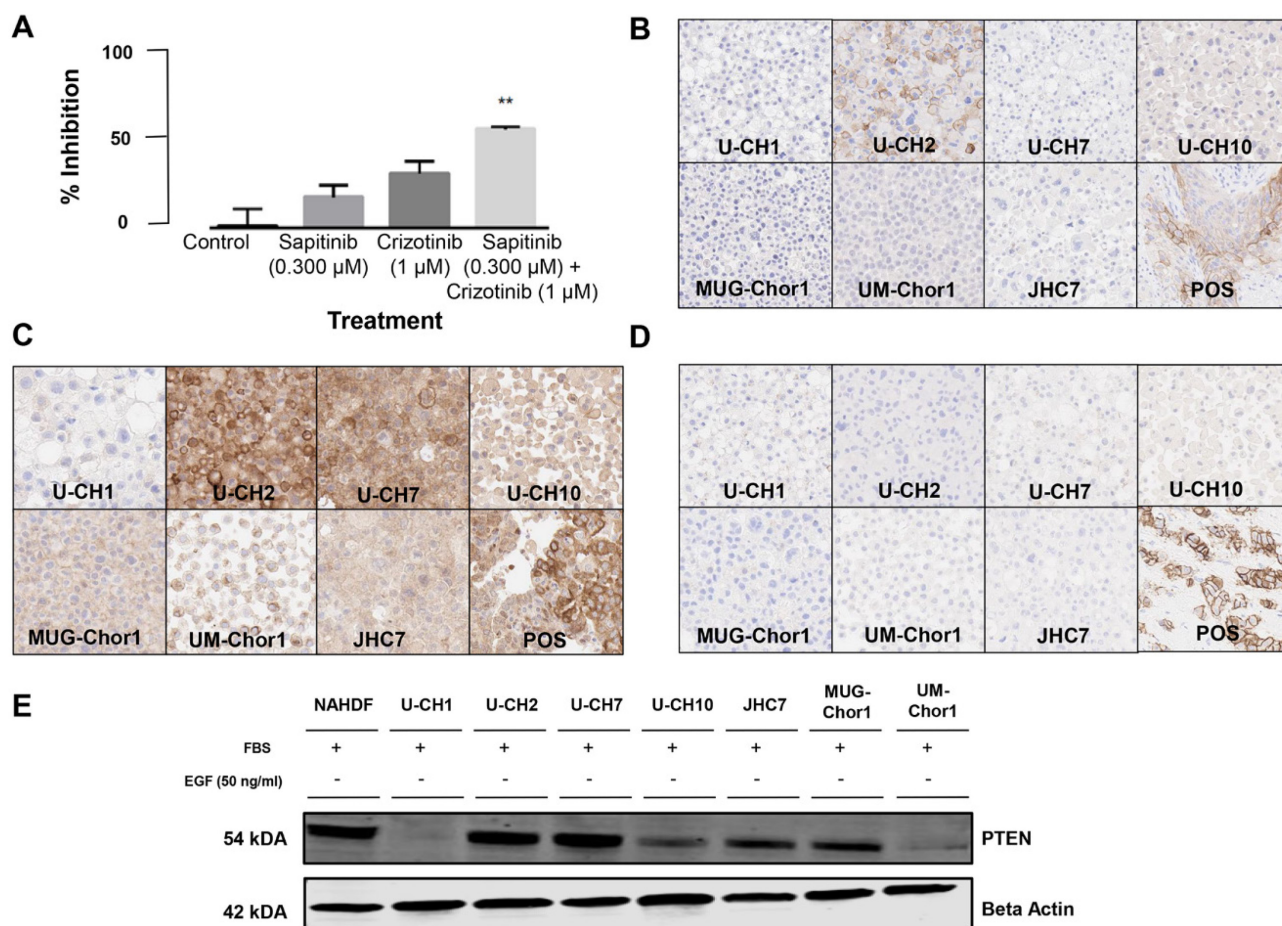 A
100
50
0
% Inhibition
**
Control
Sapitinib
(0.300 µM)
Crizotinib
(1 µM)
Sapitinib
(0.300 µM) +
Crizotinib (1 µM)
Treatment
B
U-CH1
U-CH2
U-CH7
U-CH10
MUG-Chor1
UM-Chor1
JHC7
POS
C
U-CH1
U-CH2
U-CH7
U-CH10
MUG-Chor1
UM-Chor1
JHC7
POS
D
U-CH1
U-CH2
U-CH7
U-CH10
MUG-Chor1
UM-Chor1
JHC7
POS
E
NAHDF
U-CH1
U-CH2
U-CH7
U-CH10
JHC7
MUG-
Chor1
UM-
Chor1
FBS + + + + + + + +
EGF (50 ng/ml) - - - - - - - -
54 kDA
PTEN
42 kDA
Beta Actin